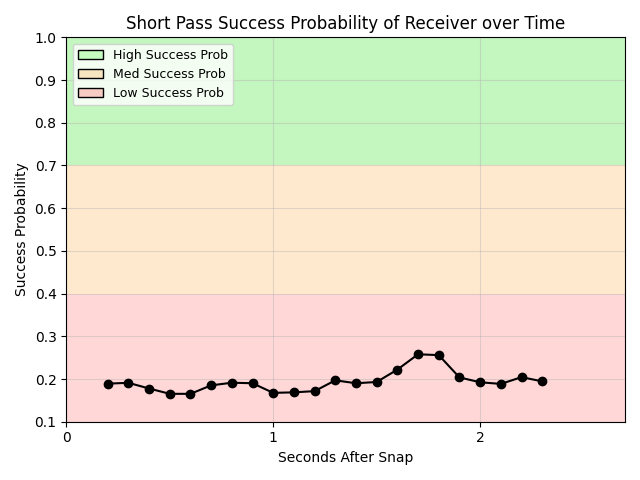 Short Pass Success Probability of Receiver over Time
1.0
High Success Prob
Med Success Prob
Low Success Prob
0.9
0.8
0.7
0.6
0.5
0.4
0.3
0.2
0.1
Success Probability
0
1
2
Seconds After Snap